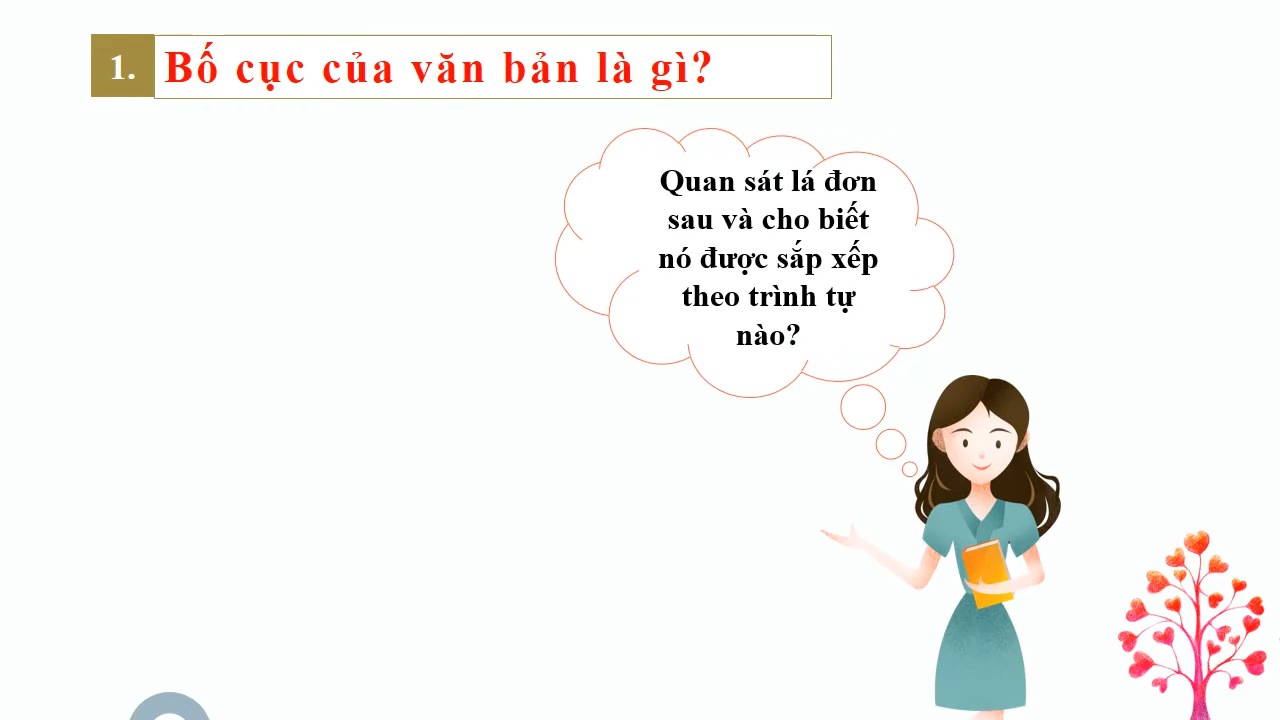 1. Bố cục của văn bản là gì?
Quan sát lá đơn
sau và cho biết
nó được sắp xếp
theo trình tự
nào?